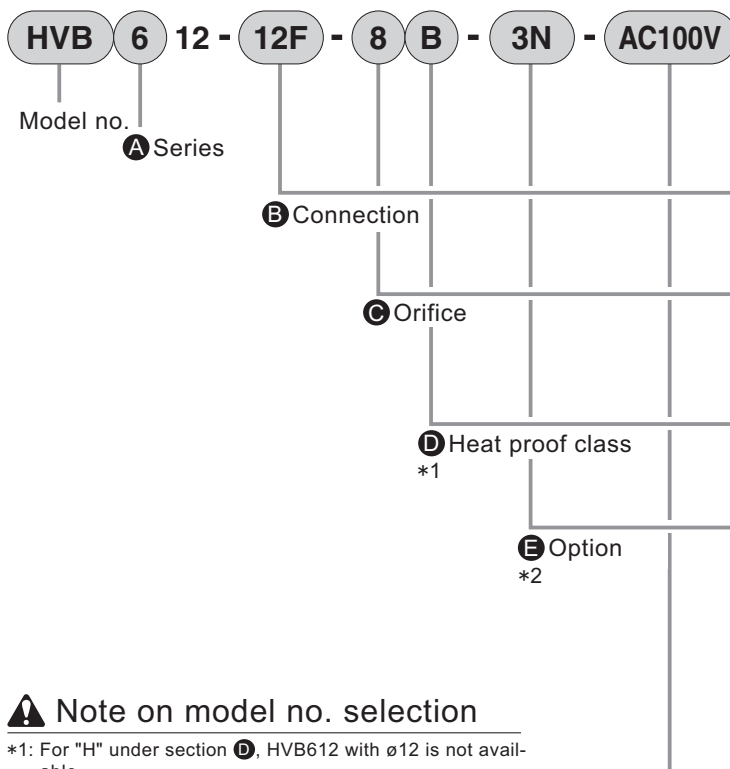 HVB 6 12 - 12F - 8 B - 3N - AC100V
Model no.
A Series
B Connection
C Orifice
D Heat proof class
*1
E Option
*2
Note on model no. selection
*1: For "H" under section D, HVB612 with ø12 is not avail-
able